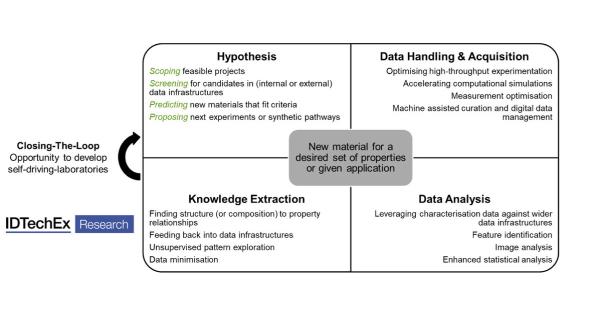 Hypothesis
Scoping feasible projects
Screening for candidates in (internal or external)
data infrastructures
Predicting new materials that fit criteria
Proposing next experiments or synthetic pathways
Data Handling & Acquisition
Optimising high-throughput experimentation
Accelerating computational simulations
Measurement optimisation
Machine assisted curation and digital data
management
Closing-The-Loop
Opportunity to develop
self-driving-laboratories
New material for a
desired set of properties
or given application
Knowledge Extraction
Finding structure (or composition) to property
relationships
Feeding back into data infrastructures
Unsupervised pattern exploration
Data minimisation
Data Analysis
Leveraging characterisation data against wider
data infrastructures
Feature identification
Image analysis
Enhanced statistical analysis
IDTechEx Research